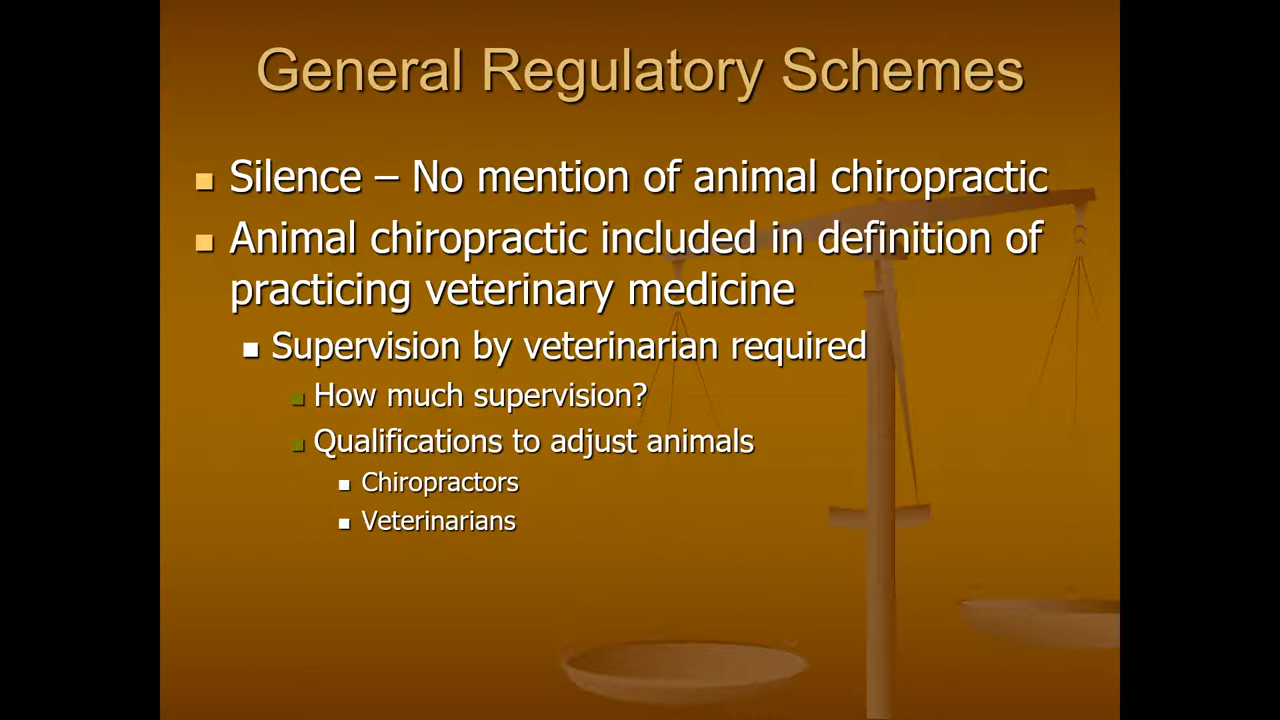 General Regulatory Schemes
Silence – No mention of animal chiropractic
Animal chiropractic included in definition of
practicing veterinary medicine
Supervision by veterinarian required
How much supervision?
Qualifications to adjust animals
Chiropractors
Veterinarians